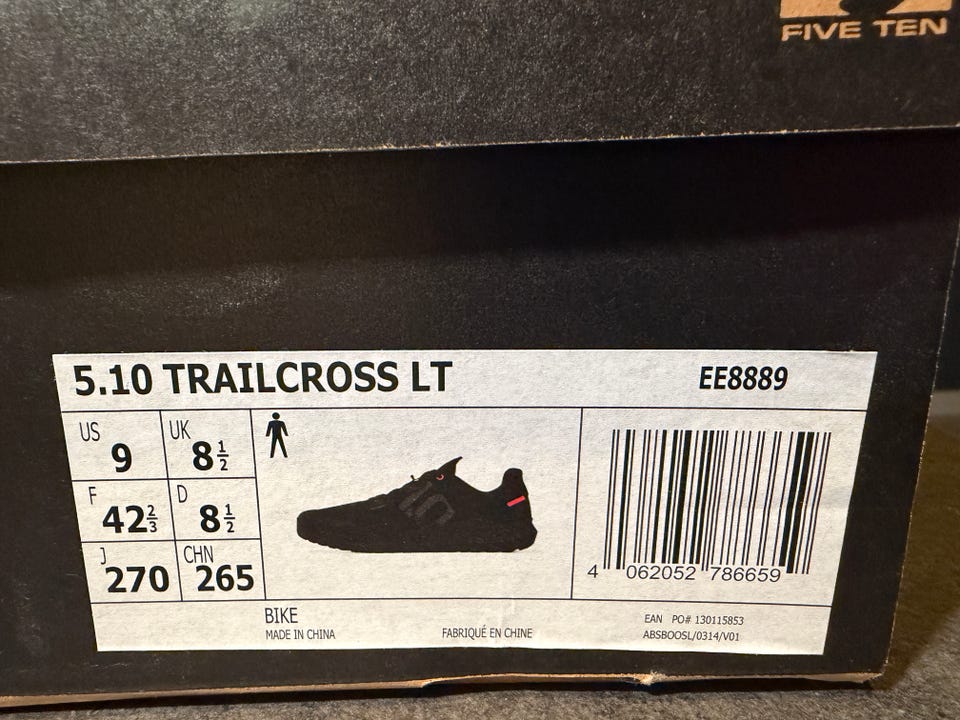 FIVE TEN
5.10 TRAILCROSS LT EE8889
US 9 UK 8½
F 42⅔ D 8½
J 270 CHN 265
4 062052 786659
BIKE
MADE IN CHINA FABRIQUÉ EN CHINE
EAN PO# 130115853
ABSBOOSL/0314/V01